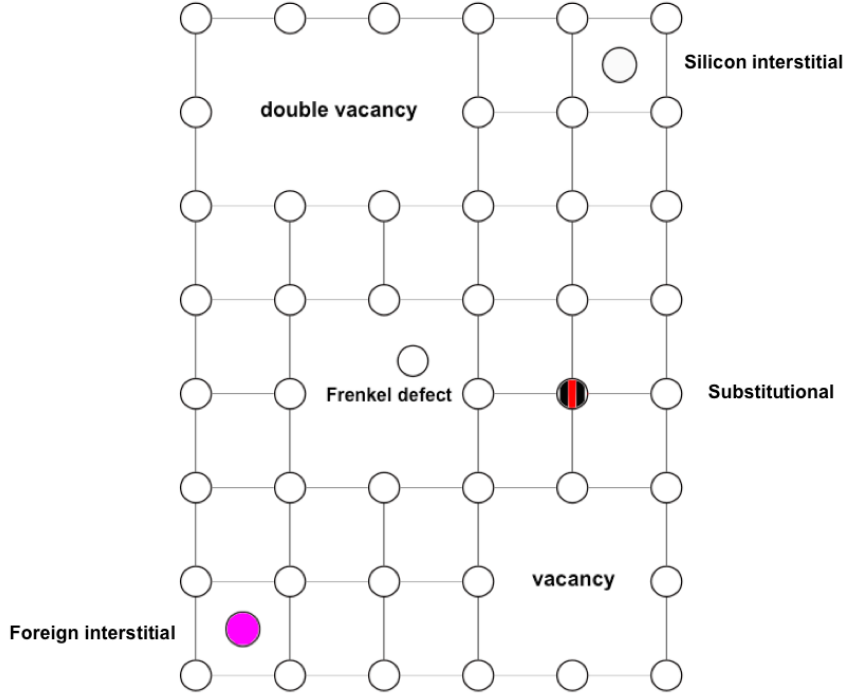 Silicon interstitial
double vacancy
Frenkel defect
Substitutional
vacancy
Foreign interstitial